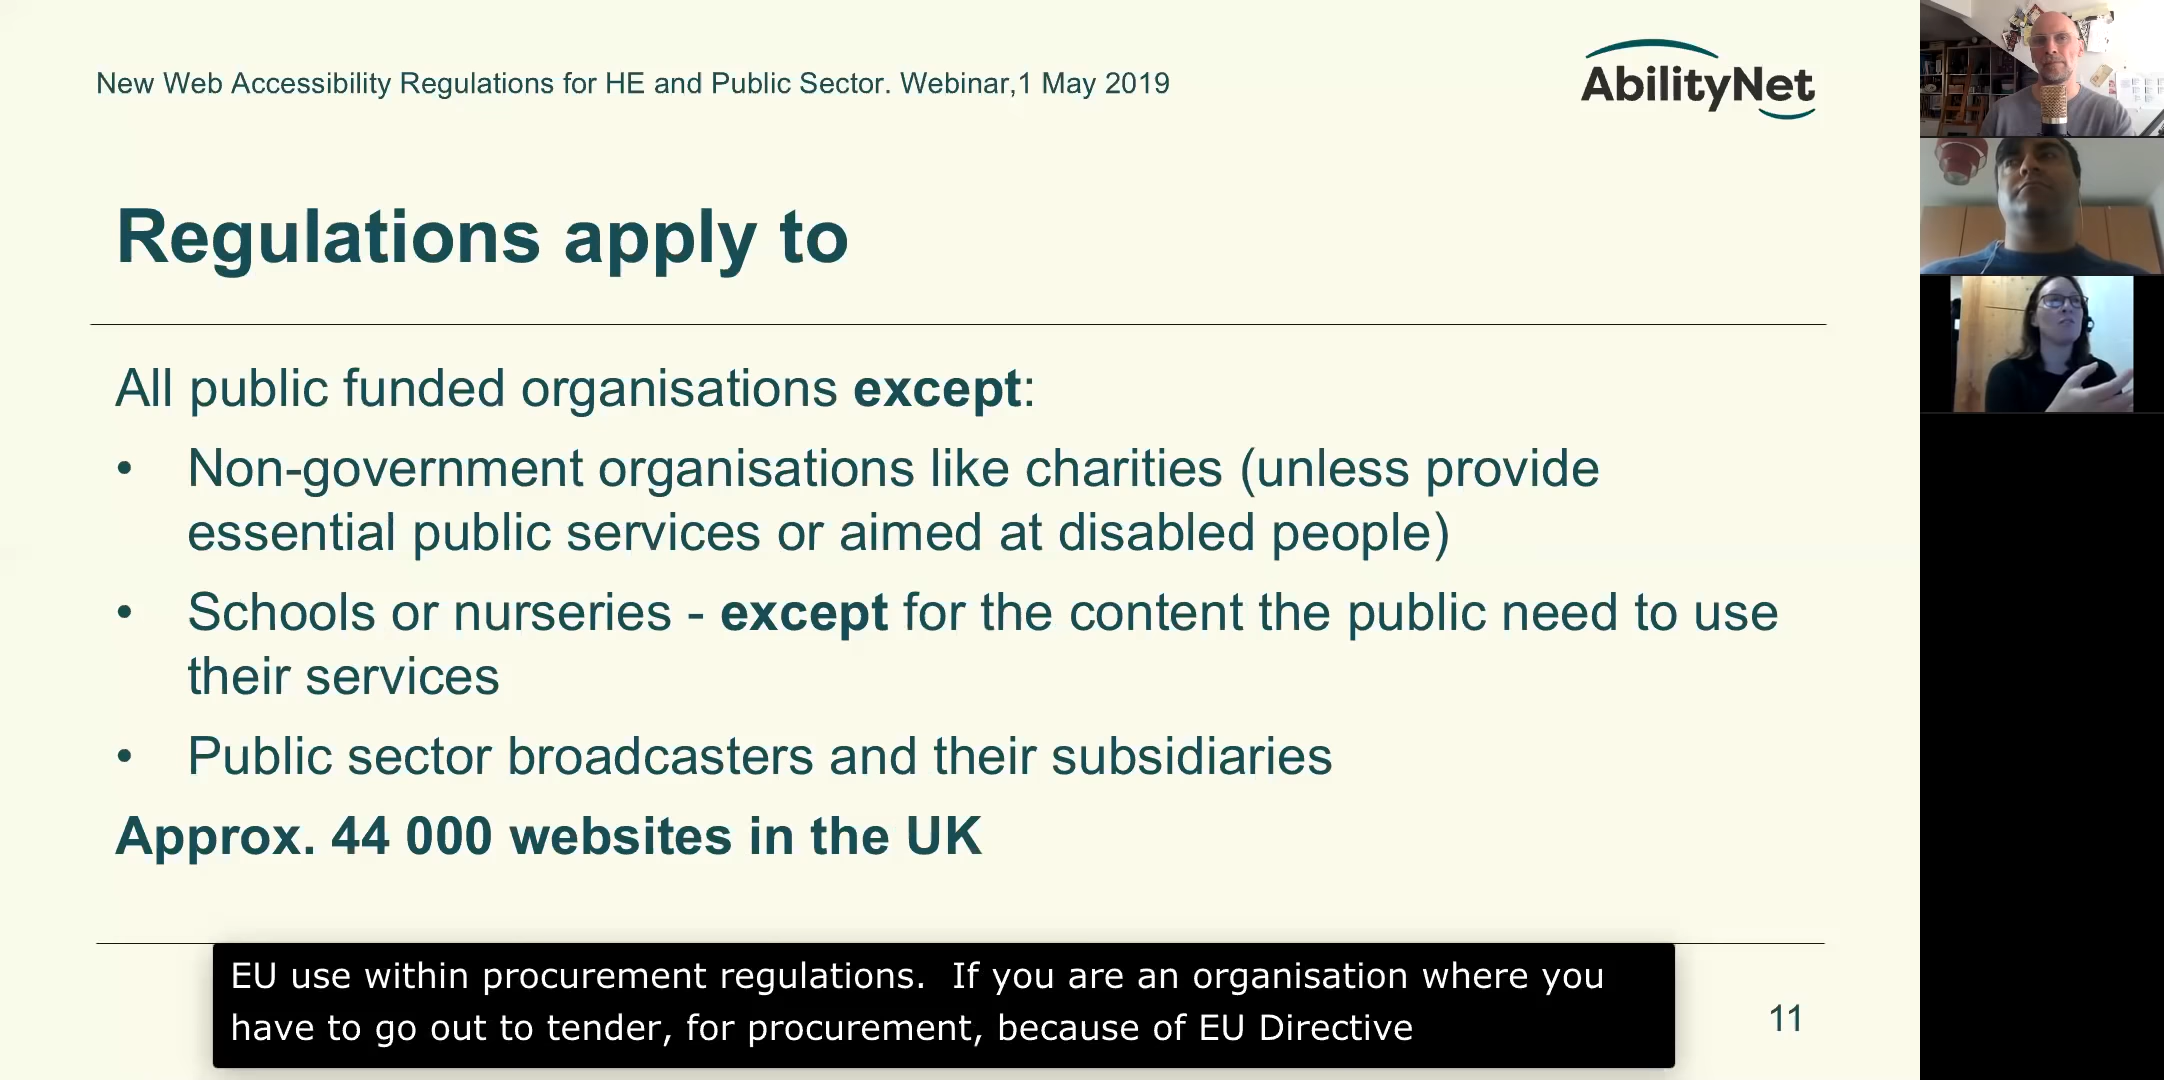 New Web Accessibility Regulations for HE and Public Sector. Webinar,1 May 2019
AbilityNet
Regulations apply to
All public funded organisations except:
• Non-government organisations like charities (unless provide
essential public services or aimed at disabled people)
• Schools or nurseries - except for the content the public need to use
their services
• Public sector broadcasters and their subsidiaries
Approx. 44 000 websites in the UK
EU use within procurement regulations.  If you are an organisation where you
have to go out to tender, for procurement, because of EU Directive
11